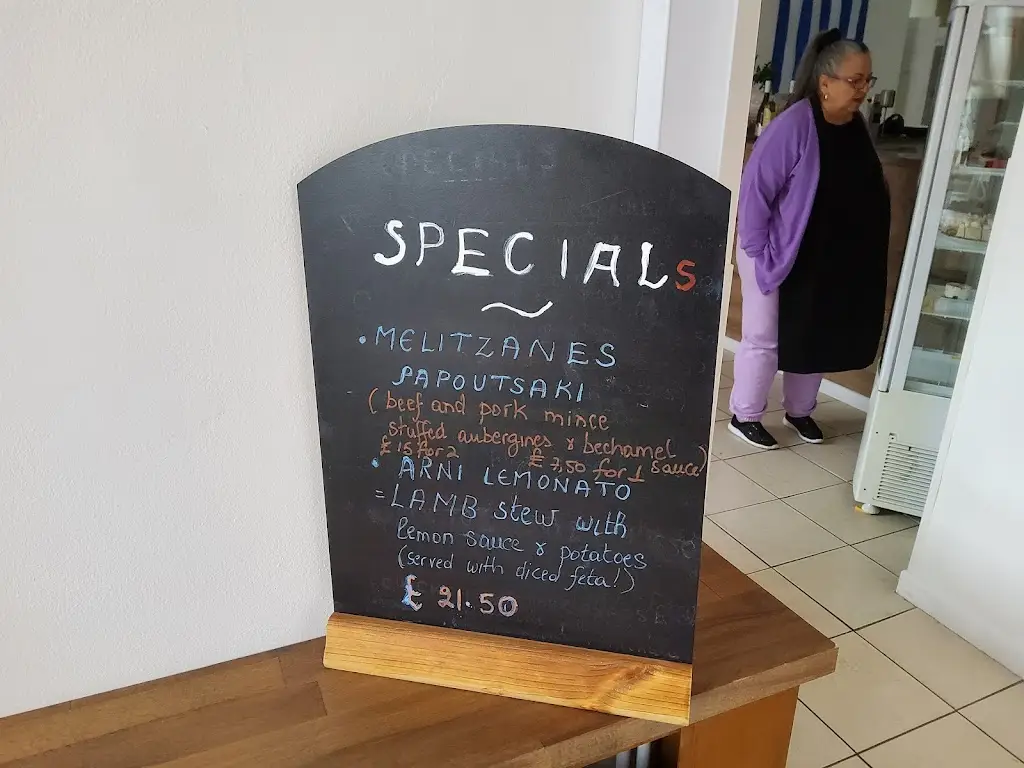 SPECIALS
• MELITZANES
PAPOUTSAKI
(beef and pork mince
stuffed aubergines & bechamel
£15 for 2 £7,50 for 1 sauce)
• ARNI LEMONATO
=LAMB stew with
lemon sauce & potatoes
(served with diced feta!)
£ 21.50